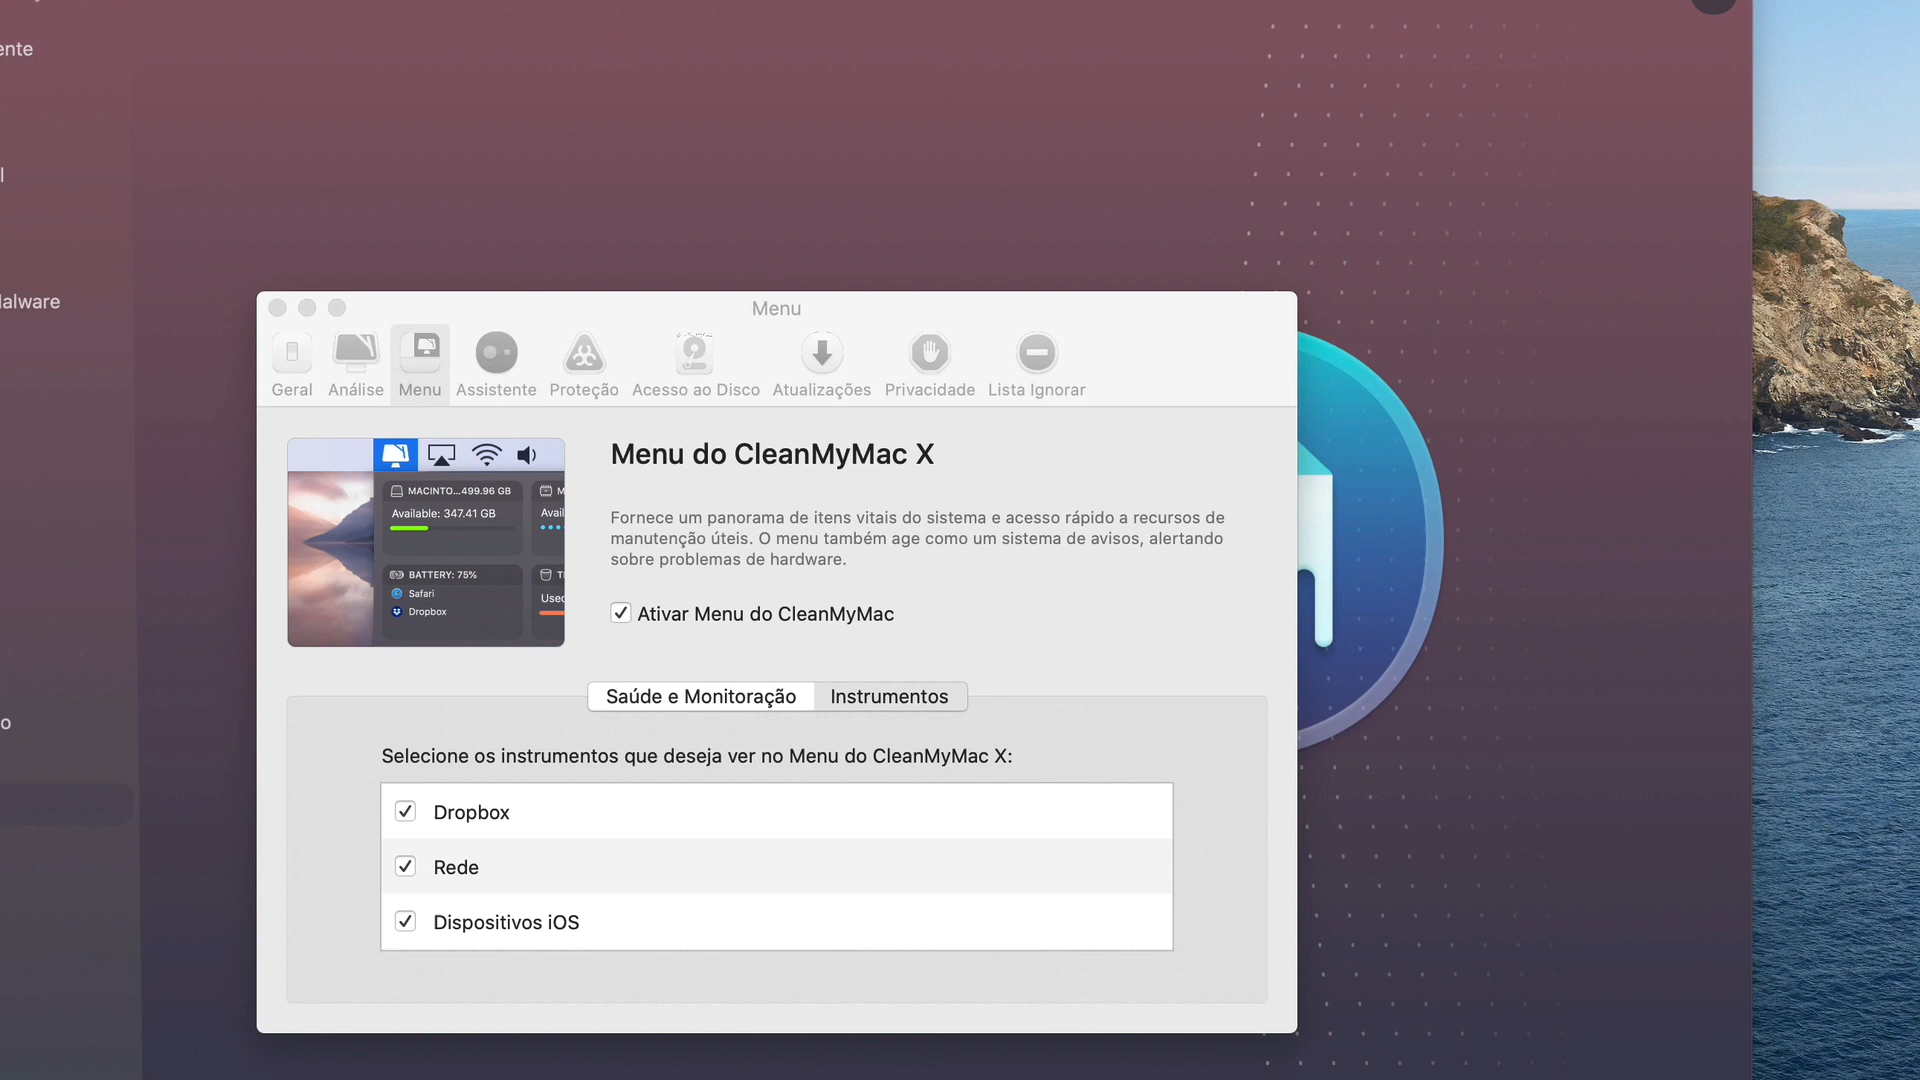 ente
l
alware
o
Menu
Geral Análise Menu Assistente Proteção Acesso ao Disco Atualizações Privacidade Lista Ignorar
MACINTO...499.96 GB
Available: 347.41 GB
BATTERY: 75%
Safari
Dropbox
M
Avail
Used
Menu do CleanMyMac X
Fornece um panorama de itens vitais do sistema e acesso rápido a recursos de
manutenção úteis. O menu também age como um sistema de avisos, alertando
sobre problemas de hardware.
Ativar Menu do CleanMyMac
Saúde e Monitoração Instrumentos
Selecione os instrumentos que deseja ver no Menu do CleanMyMac X:
Dropbox
Rede
Dispositivos iOS